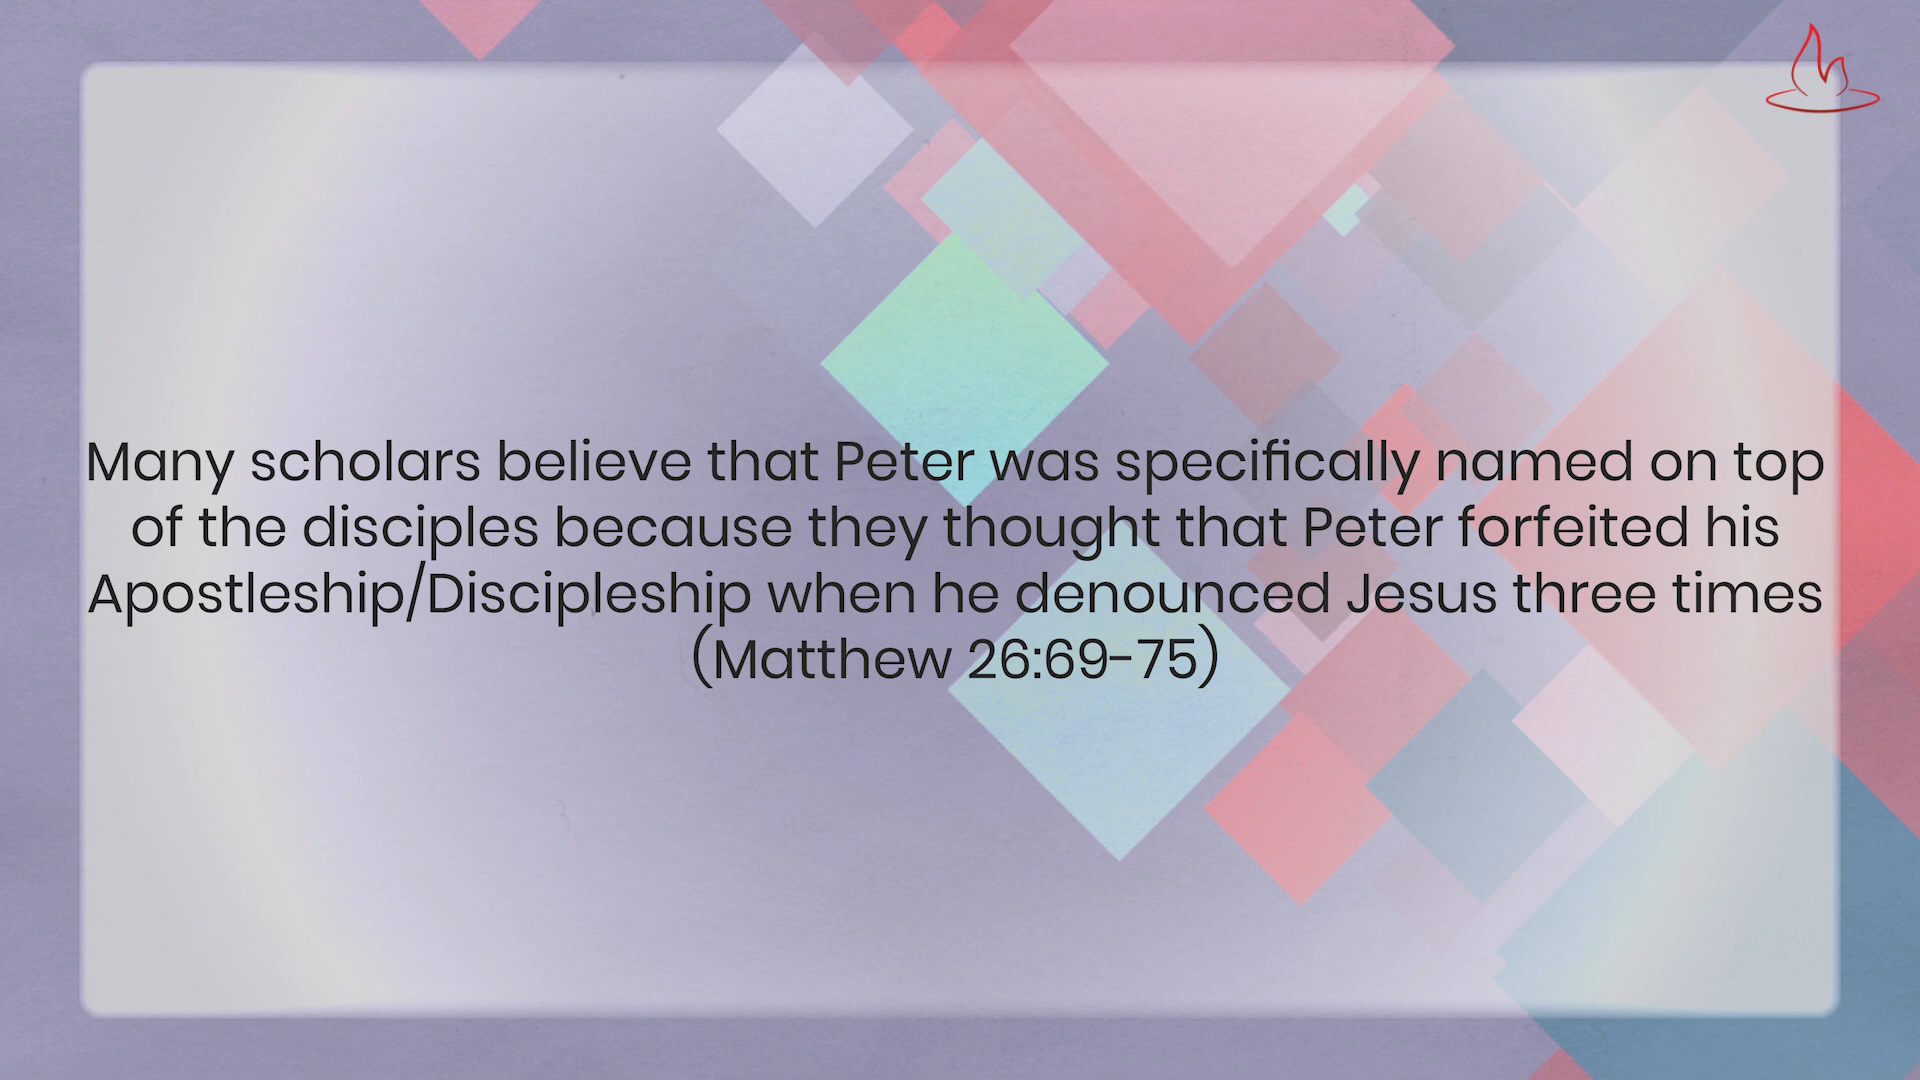 Many scholars believe that Peter was specifically named on top
of the disciples because they thought that Peter forfeited his
Apostleship/Discipleship when he denounced Jesus three times
(Matthew 26:69-75)